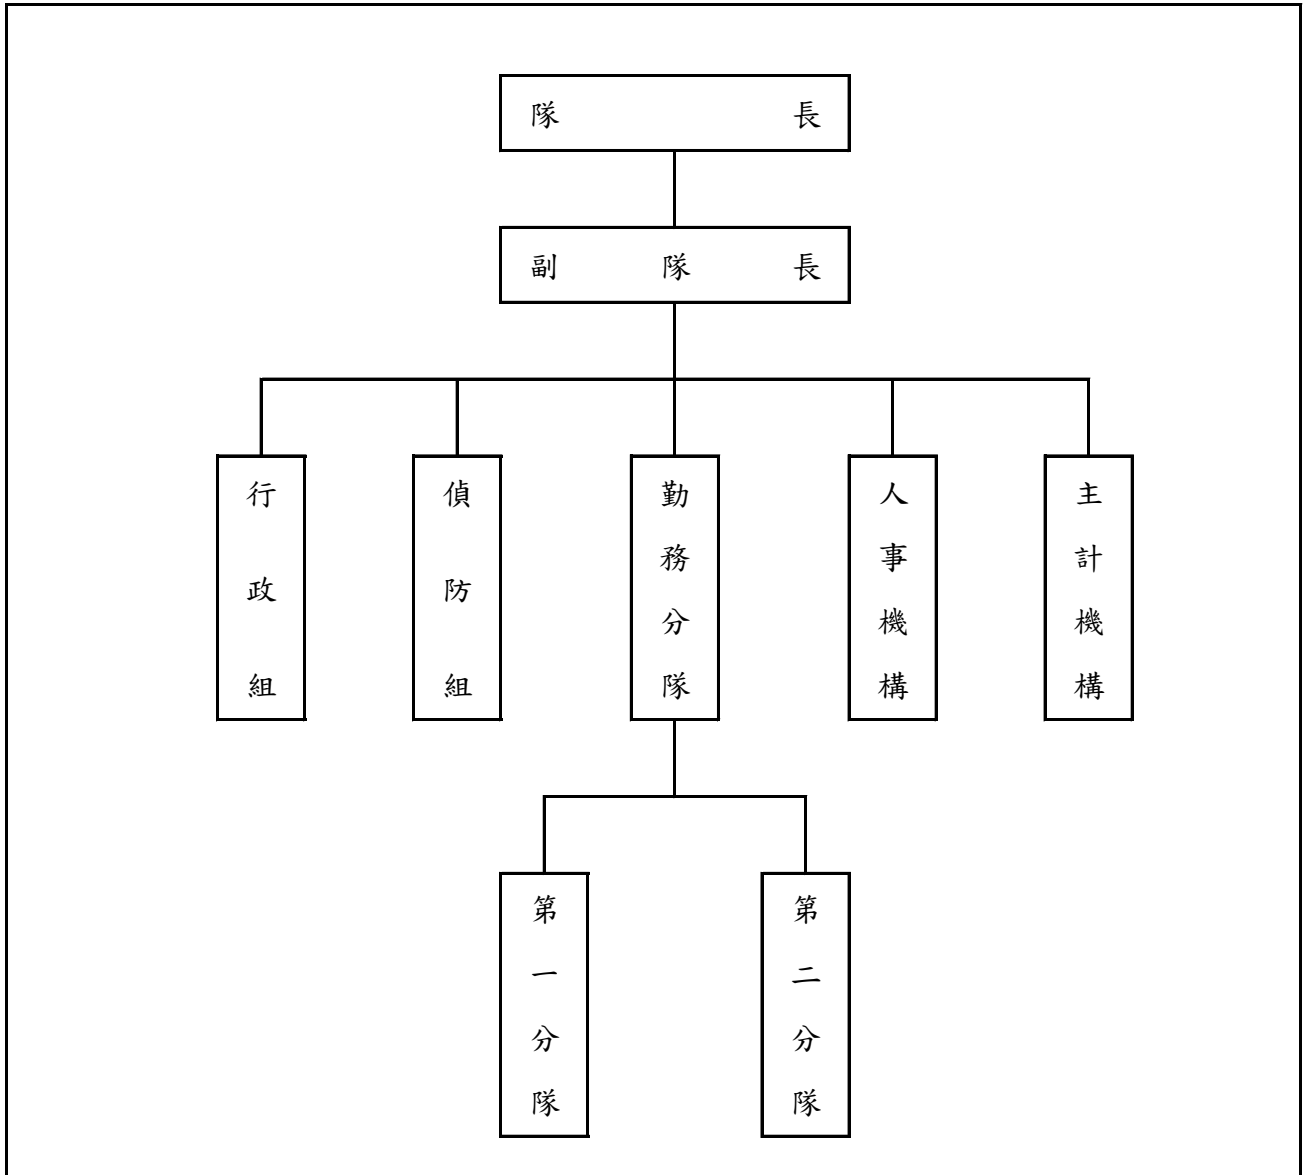 隊長
副隊長
行政組
偵防組
勤務分隊
人事機構
主計機構
第一分隊
第二分隊